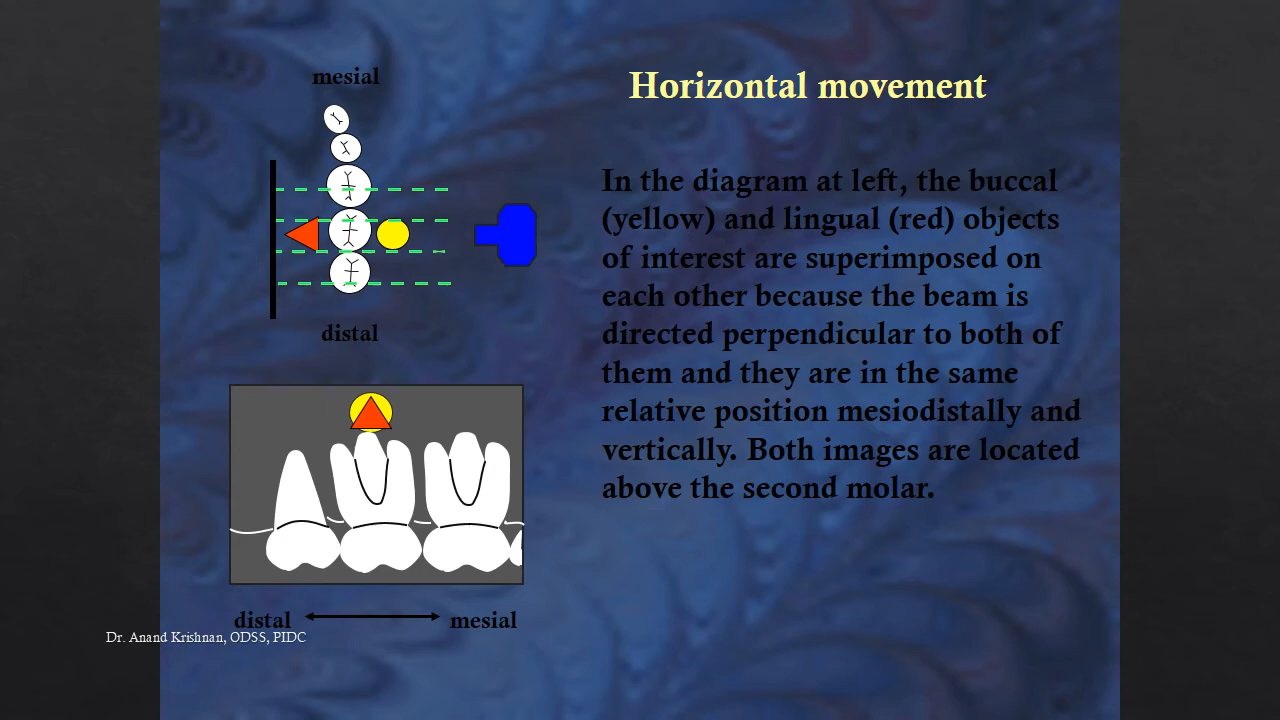 mesial
distal
distal
mesial
Horizontal movement
In the diagram at left, the buccal
(yellow) and lingual (red) objects
of interest are superimposed on
each other because the beam is
directed perpendicular to both of
them and they are in the same
relative position mesiodistally and
vertically. Both images are located
above the second molar.
Dr. Anand Krishnan, ODSS, PIDC